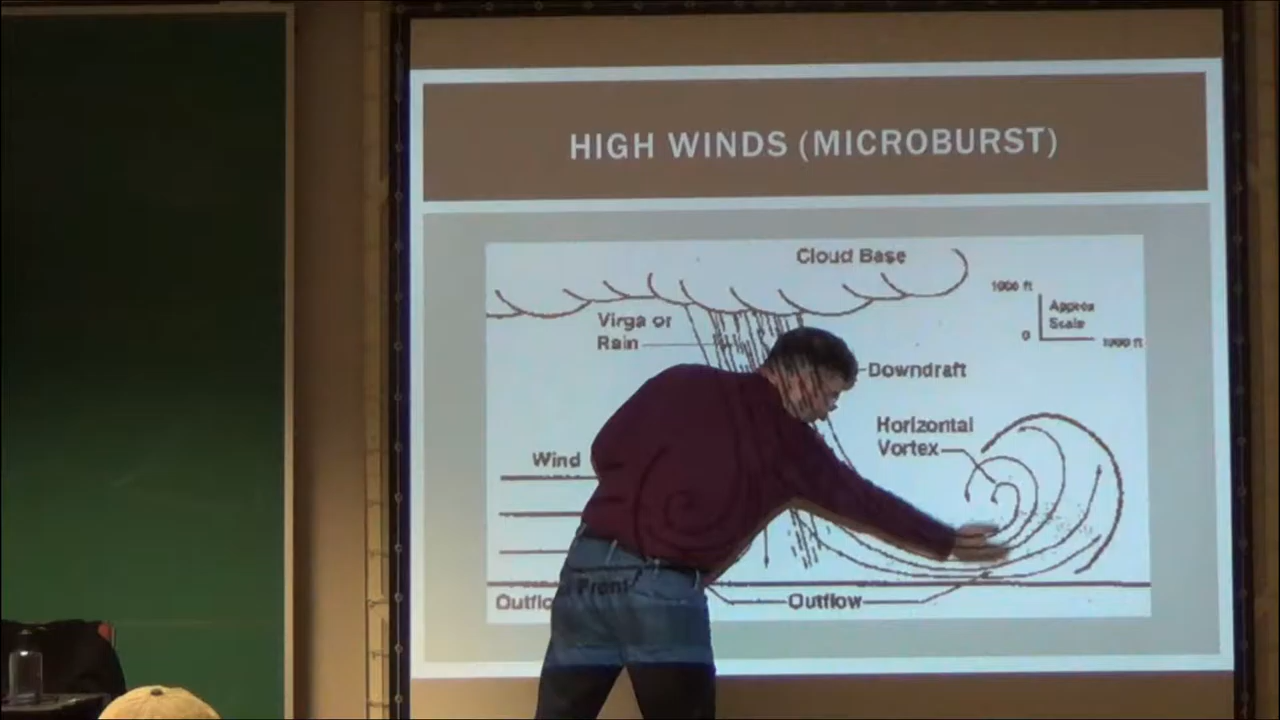 HIGH WINDS (MICROBURST)
Cloud Base
1000 ft
Approx
Scale
0
1000 ft
Virga or
Rain
Downdraft
Horizontal
Vortex
Wind
Front
Outflow